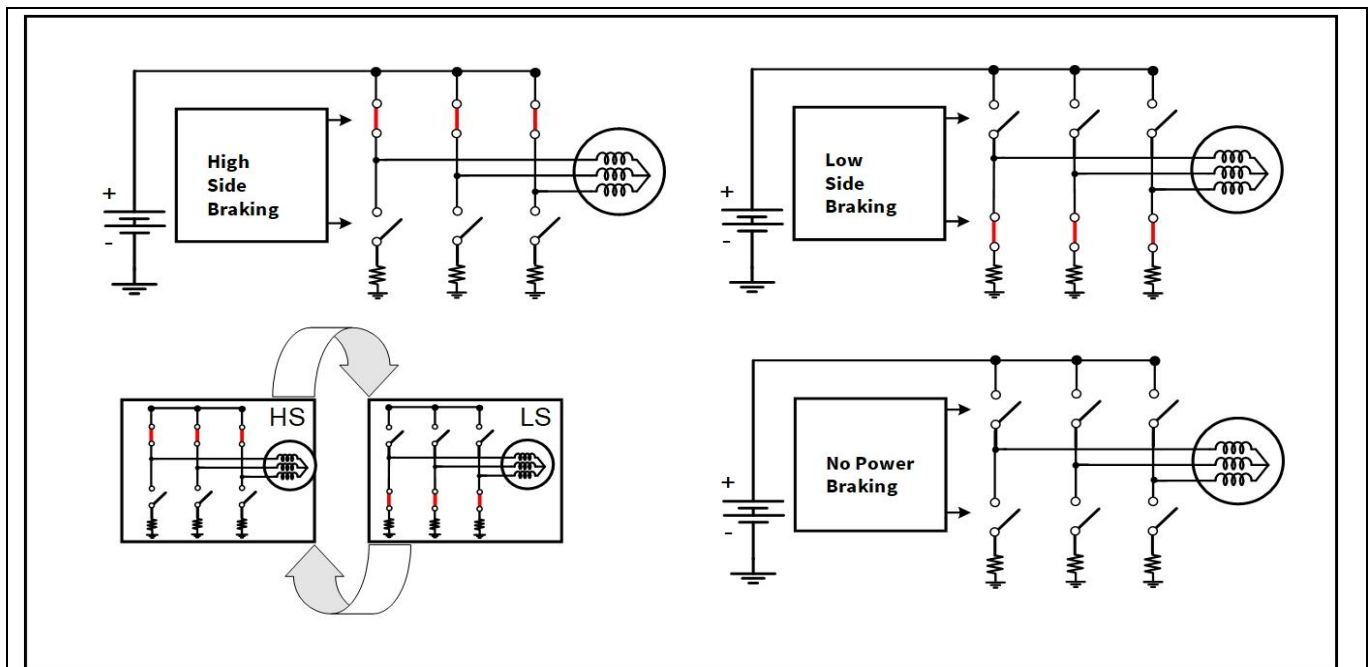 +
-
High
Side
Braking
+
-
Low
Side
Braking
HS
LS
+
-
No Power
Braking